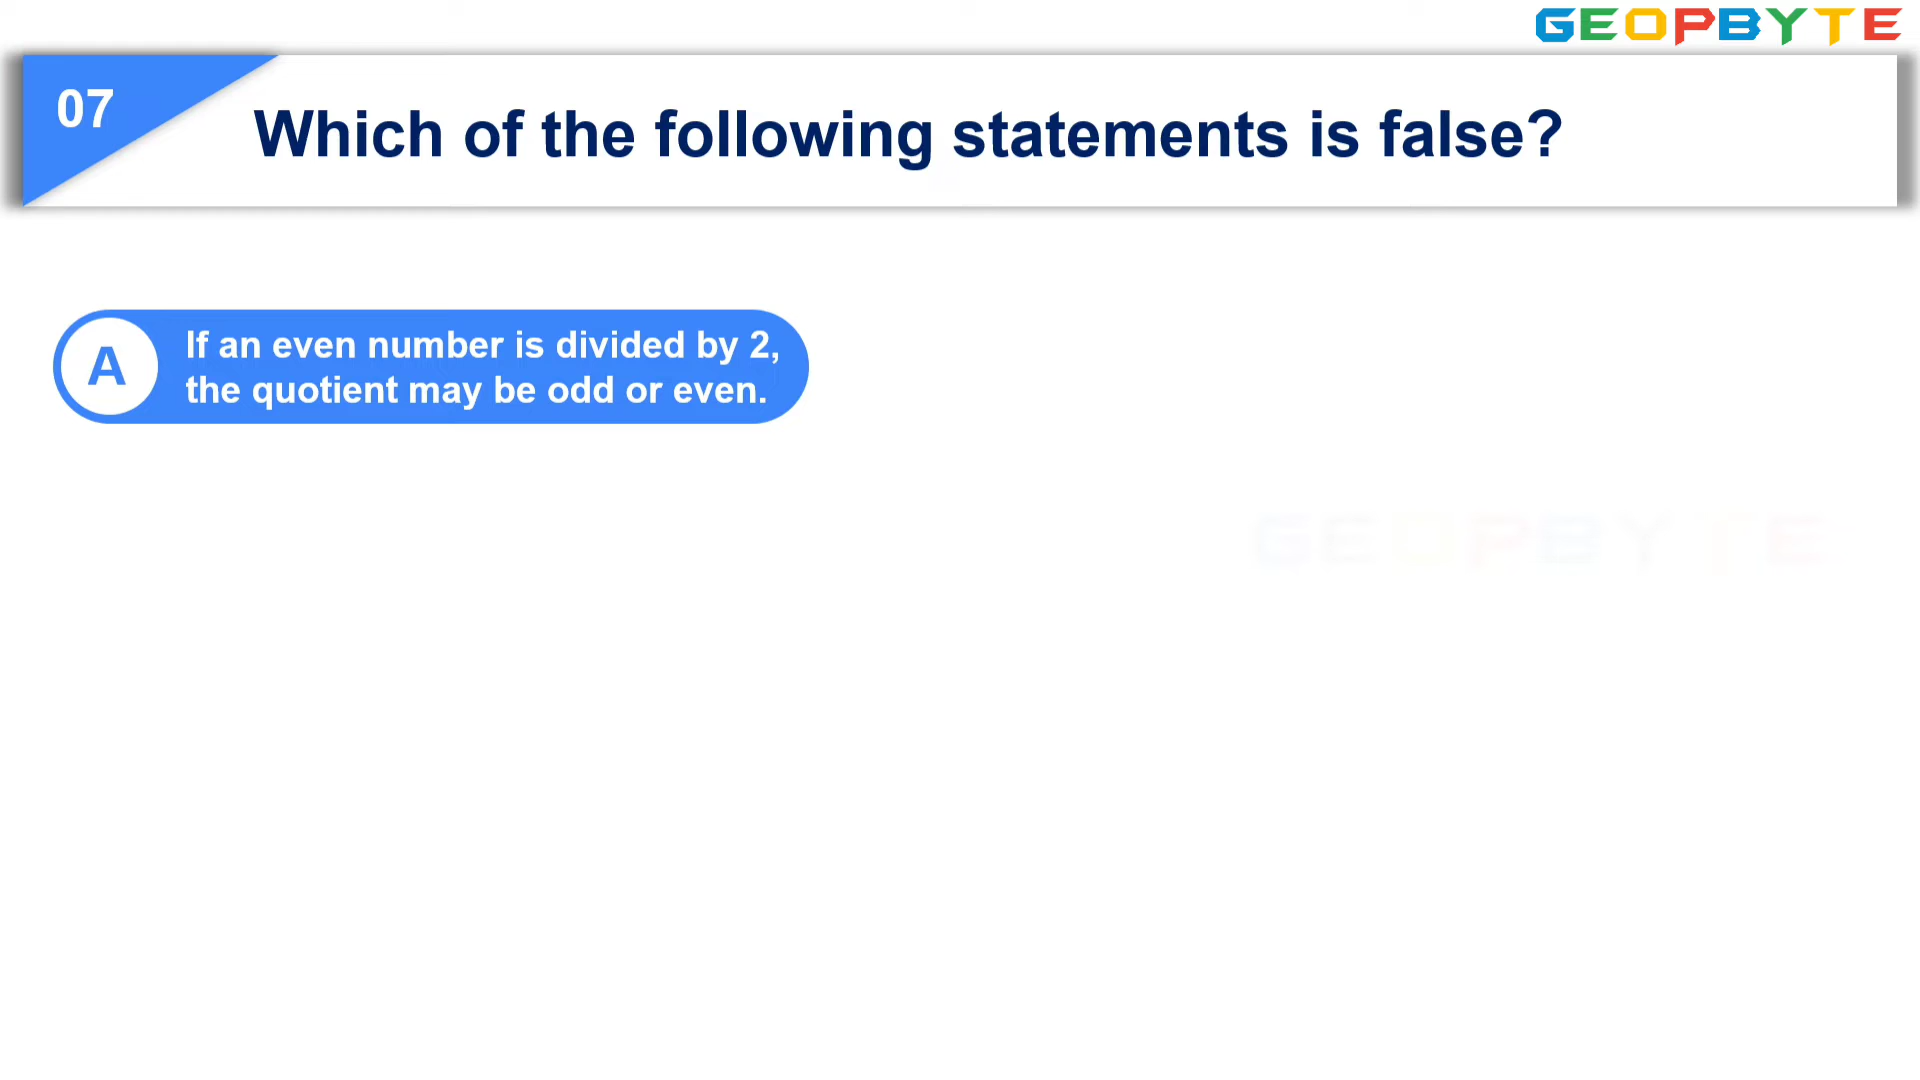 GEOPBYTE
07
Which of the following statements is false?
A
If an even number is divided by 2,
the quotient may be odd or even.
GEOPBYTE